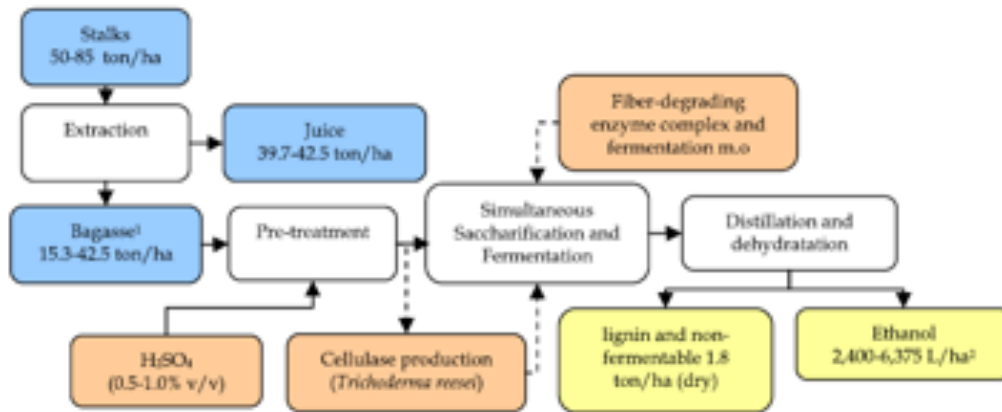 Stalks
50-85 ton/ha
Extraction
Juice
39.7-42.5 ton/ha
Fiber-degrading
enzyme complex and
fermentation m.o
Bagasse¹
15.3-42.5 ton/ha
Pre-treatment
Simultaneous
Saccharification and
Fermentation
Distillation and
dehydratation
H₂SO₄
(0.5-1.0% v/v)
Cellulase production
(Trichoderma reesei)
lignin and non-
fermentable 1.8
ton/ha (dry)
Ethanol
2,400-6,375 L/ha²